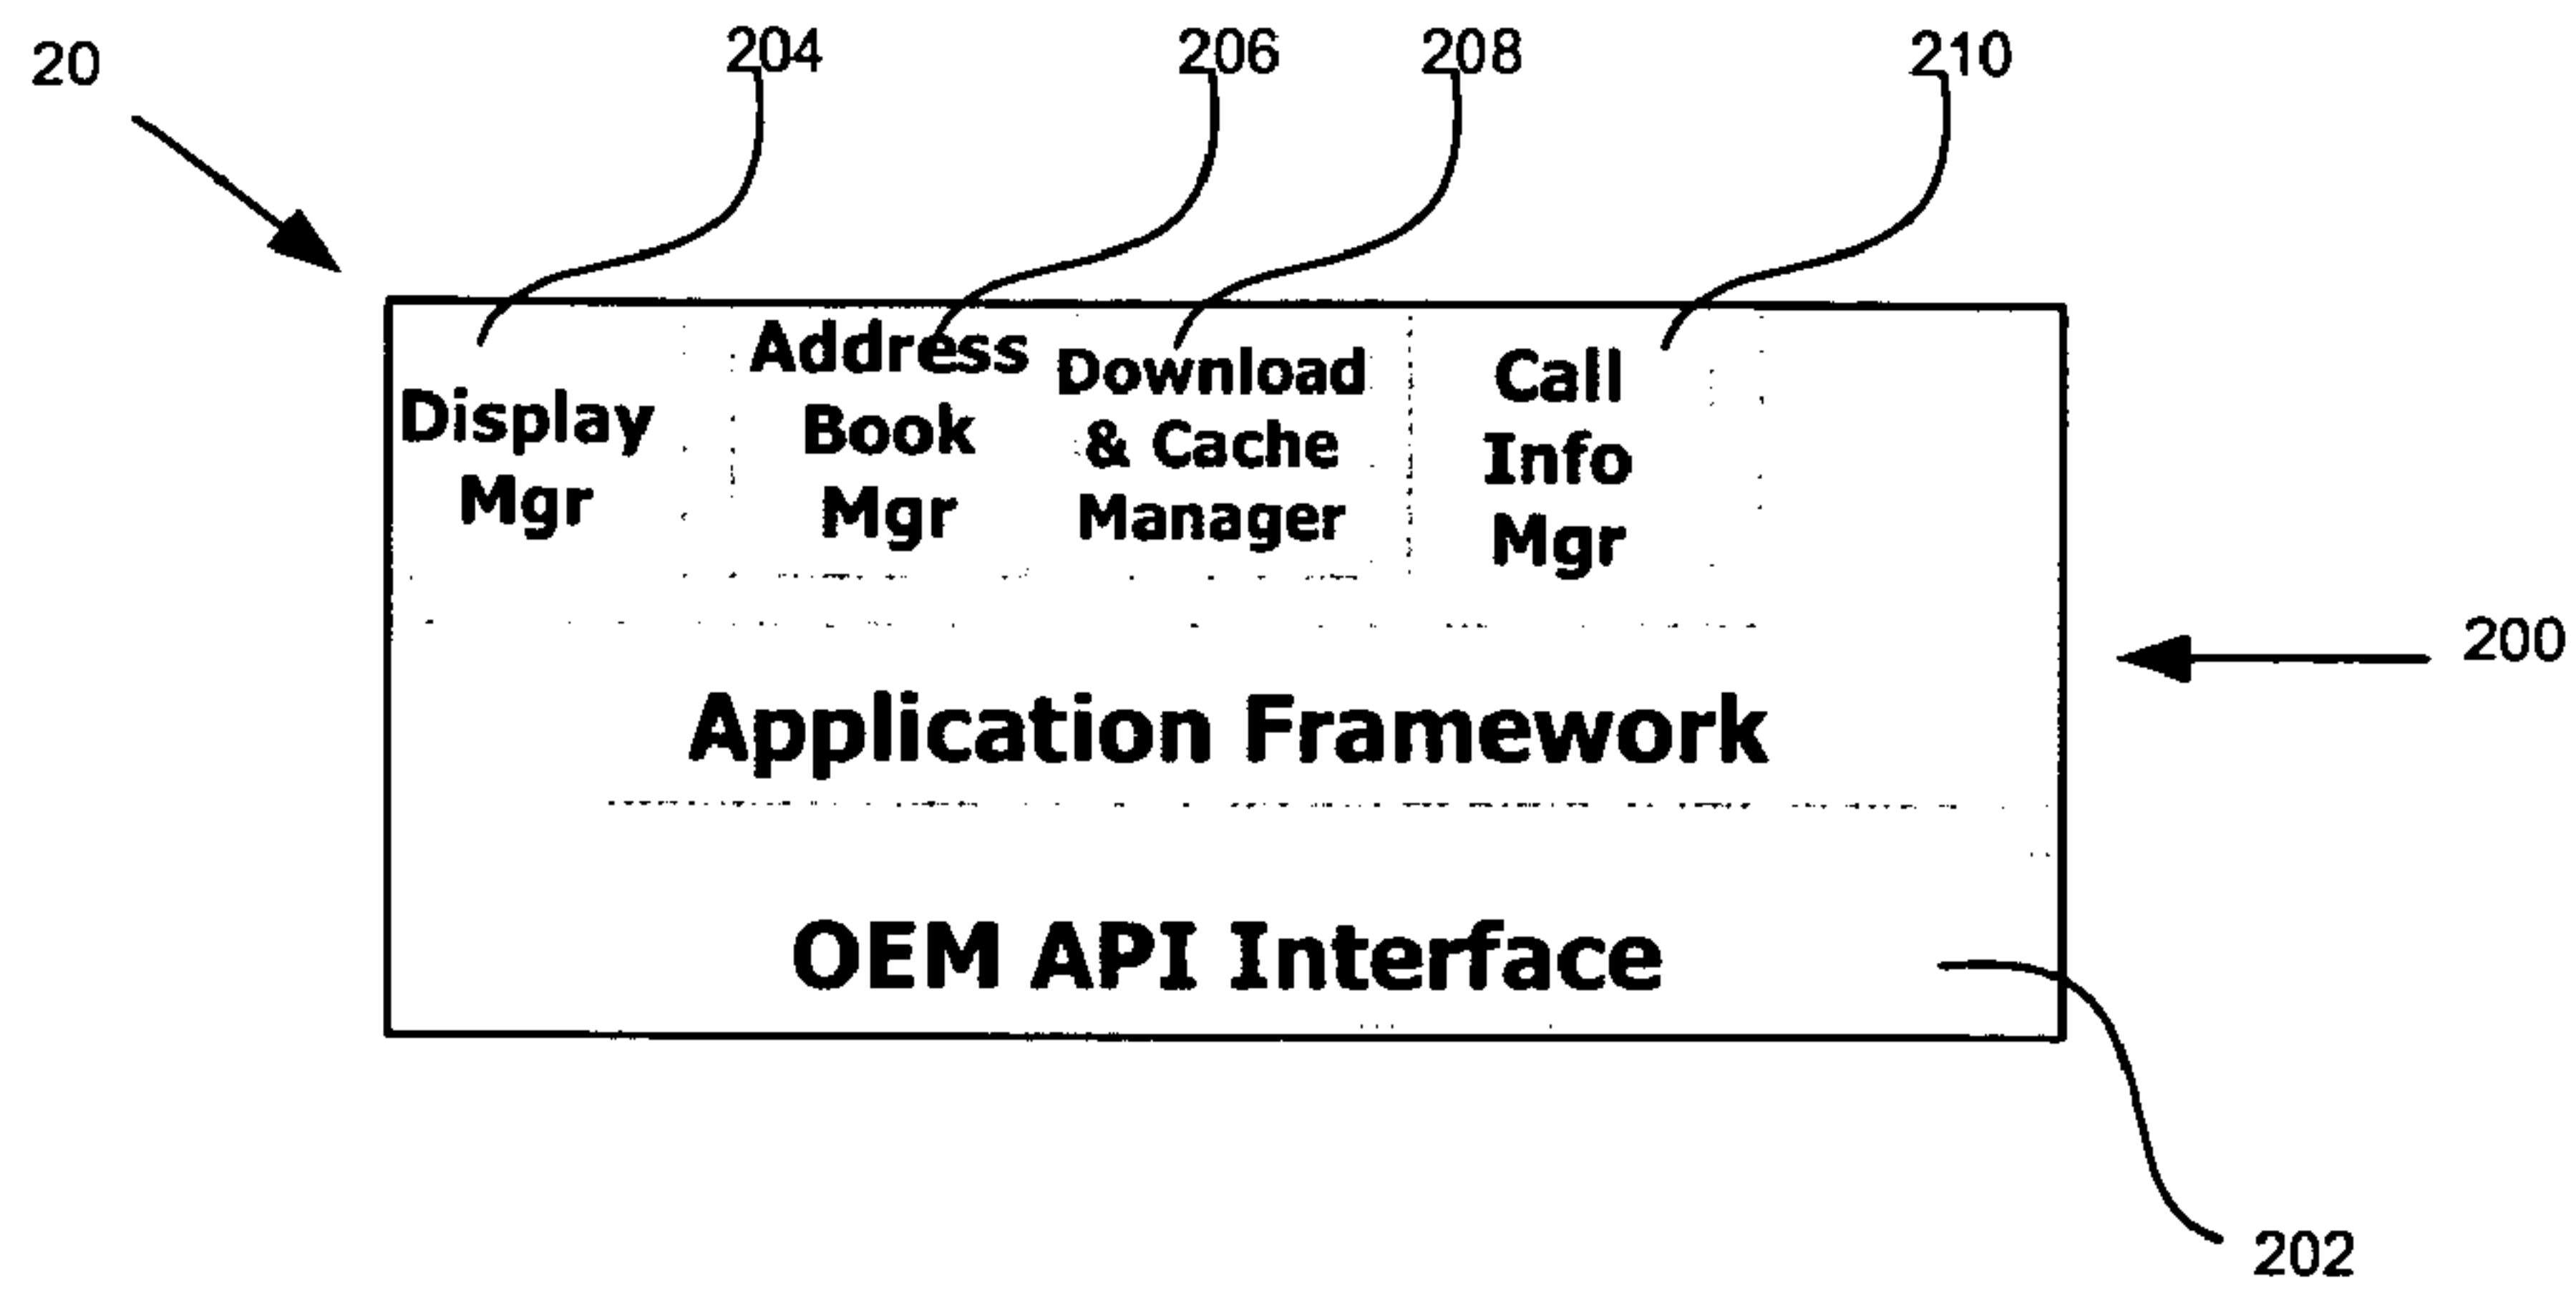 20
204
206
208
210
Display
Mgr
Address
Book
Mgr
Download
& Cache
Manager
Call
Info
Mgr
200
Application Framework
OEM API Interface
202